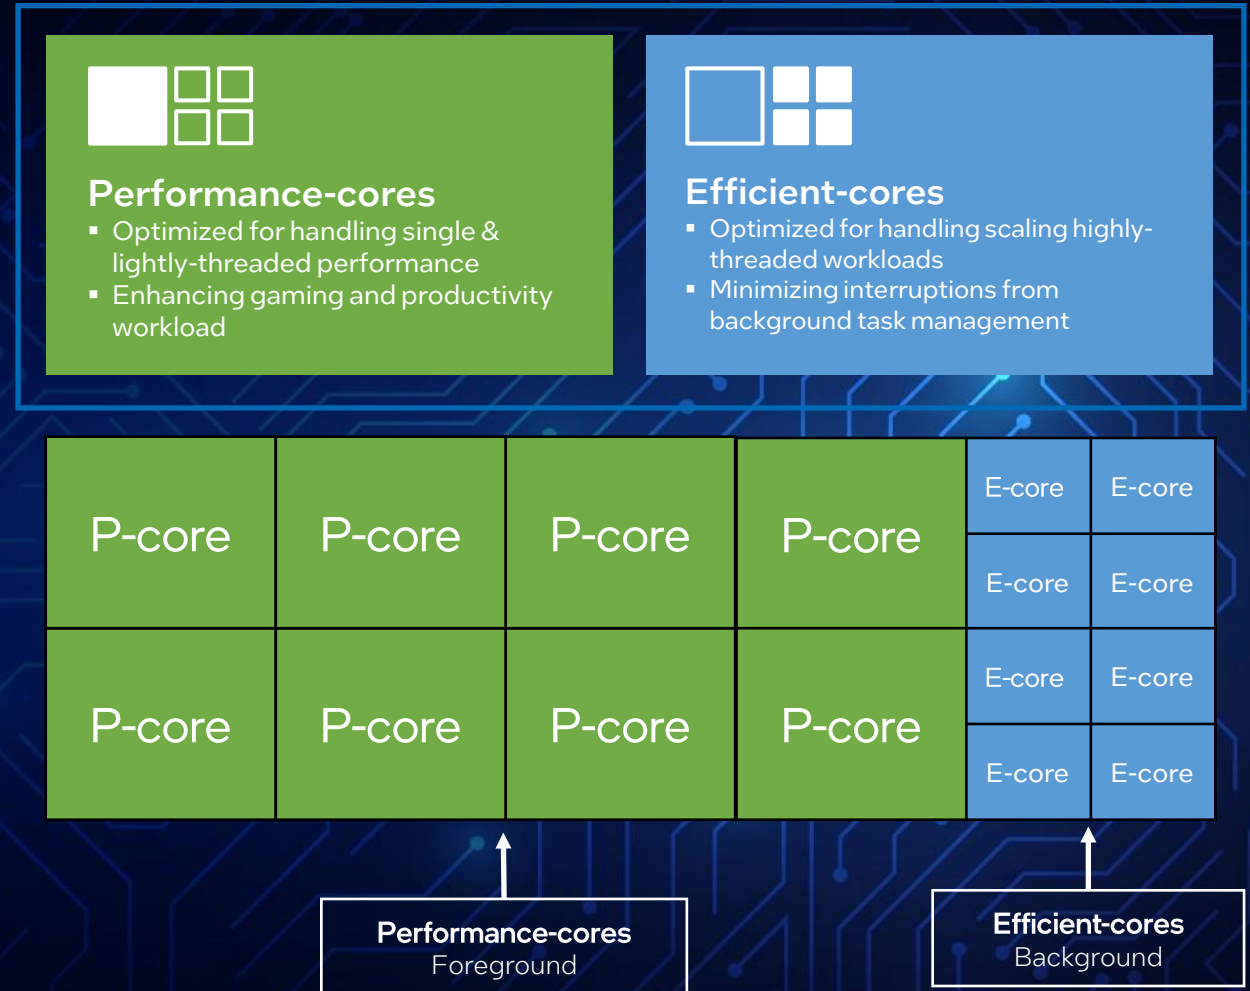 Performance-cores
▪ Optimized for handling single &
lightly-threaded performance
▪ Enhancing gaming and productivity
workload
Efficient-cores
▪ Optimized for handling scaling highly-
threaded workloads
▪ Minimizing interruptions from
background task management
P-core P-core P-core P-core
P-core P-core P-core P-core
E-core E-core
E-core E-core
E-core E-core
E-core E-core
Performance-cores
Foreground
Efficient-cores
Background